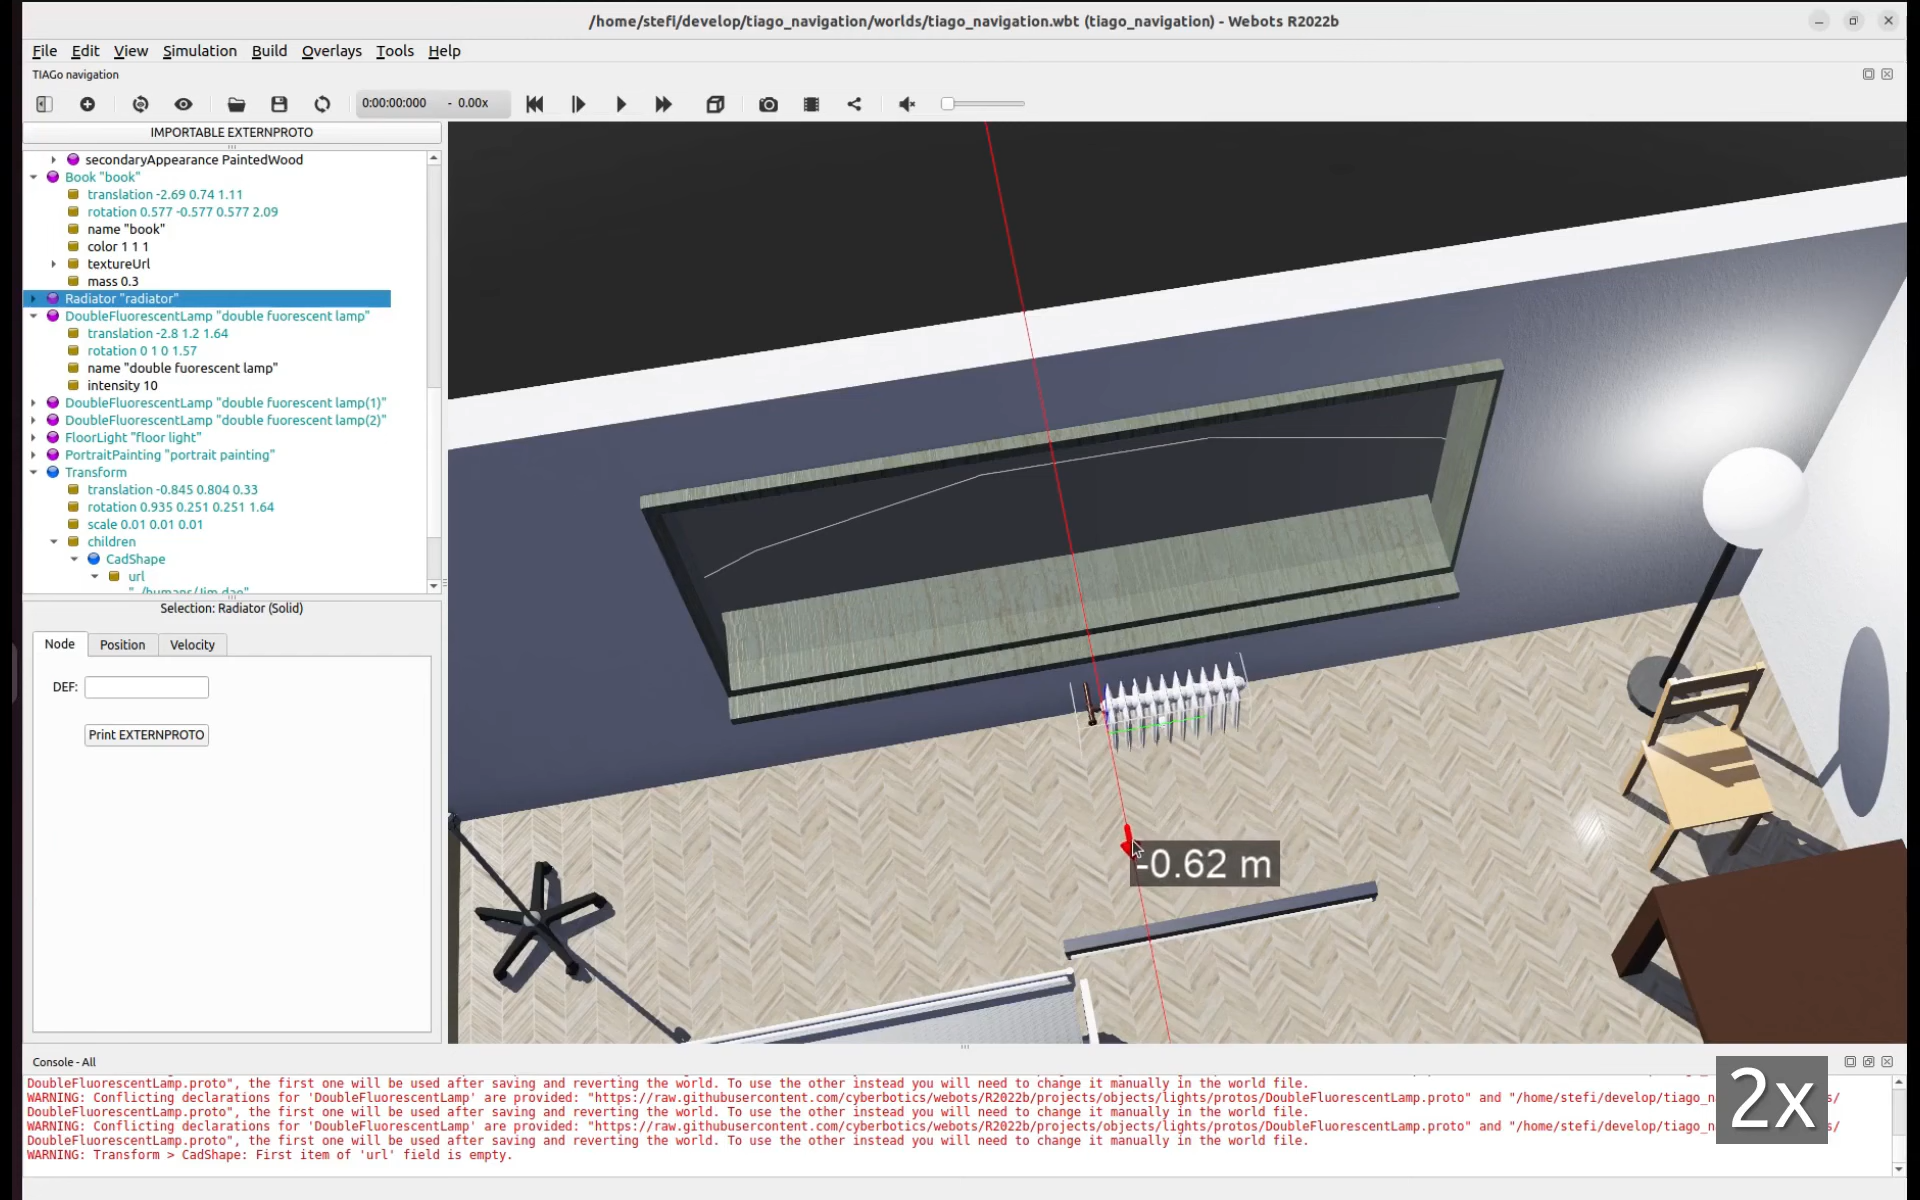 /home/stefi/develop/tiago_navigation/worlds/tiago_navigation.wbt (tiago_navigation) - Webots R2022b
File Edit View Simulation Build Overlays Tools Help
TIAGo navigation
0:00:00:000 - 0.00x
IMPORTABLE EXTERNPROTO
secondaryAppearance PaintedWood
Book "book"
translation -2.69 0.74 1.11
rotation 0.577 -0.577 0.577 2.09
name "book"
color 1 1 1
textureUrl
mass 0.3
Radiator "radiator"
DoubleFluorescentLamp "double fuorescent lamp"
translation -2.8 1.2 1.64
rotation 0 1 0 1.57
name "double fuorescent lamp"
intensity 10
DoubleFluorescentLamp "double fuorescent lamp(1)"
DoubleFluorescentLamp "double fuorescent lamp(2)"
FloorLight "floor light"
PortraitPainting "portrait painting"
Transform
translation -0.845 0.804 0.33
rotation 0.935 0.251 0.251 1.64
scale 0.01 0.01 0.01
children
CadShape
url
Selection: Radiator (Solid)
Node Position Velocity
DEF:
Print EXTERNPROTO
-0.62 m
Console - All
DoubleFluorescentLamp.proto", the first one will be used after saving and reverting the world. To use the other instead you will need to change it manually in the world file.
WARNING: Conflicting declarations for 'DoubleFluorescentLamp' are provided: "https://raw.githubusercontent.com/cyberbotics/webots/R2022b/projects/objects/lights/protos/DoubleFluorescentLamp.proto" and "/home/stefi/develop/tiago_n
DoubleFluorescentLamp.proto", the first one will be used after saving and reverting the world. To use the other instead you will need to change it manually in the world file.
WARNING: Conflicting declarations for 'DoubleFluorescentLamp' are provided: "https://raw.githubusercontent.com/cyberbotics/webots/R2022b/projects/objects/lights/protos/DoubleFluorescentLamp.proto" and "/home/stefi/develop/tiago_n
DoubleFluorescentLamp.proto", the first one will be used after saving and reverting the world. To use the other instead you will need to change it manually in the world file.
WARNING: Transform > CadShape: First item of 'url' field is empty.
2x